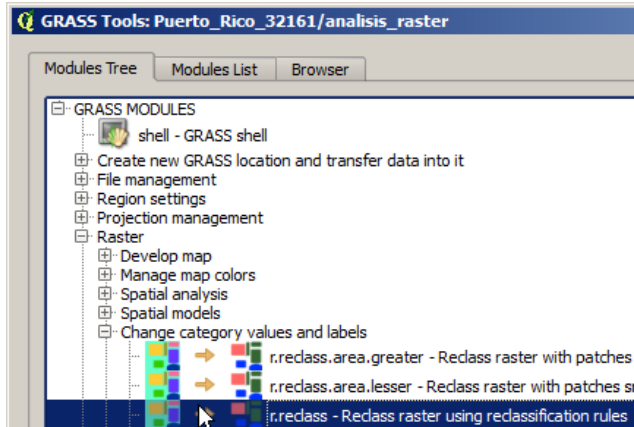 GRASS Tools: Puerto_Rico_32161/analisis_raster
Modules Tree Modules List Browser
GRASS MODULES
shell - GRASS shell
Create new GRASS location and transfer data into it
File management
Region settings
Projection management
Raster
Develop map
Manage map colors
Spatial analysis
Spatial models
Change category values and labels
r.reclass.area.greater - Reclass raster with patches
r.reclass.area.lesser - Reclass raster with patches
r.reclass - Reclass raster using reclassification rules